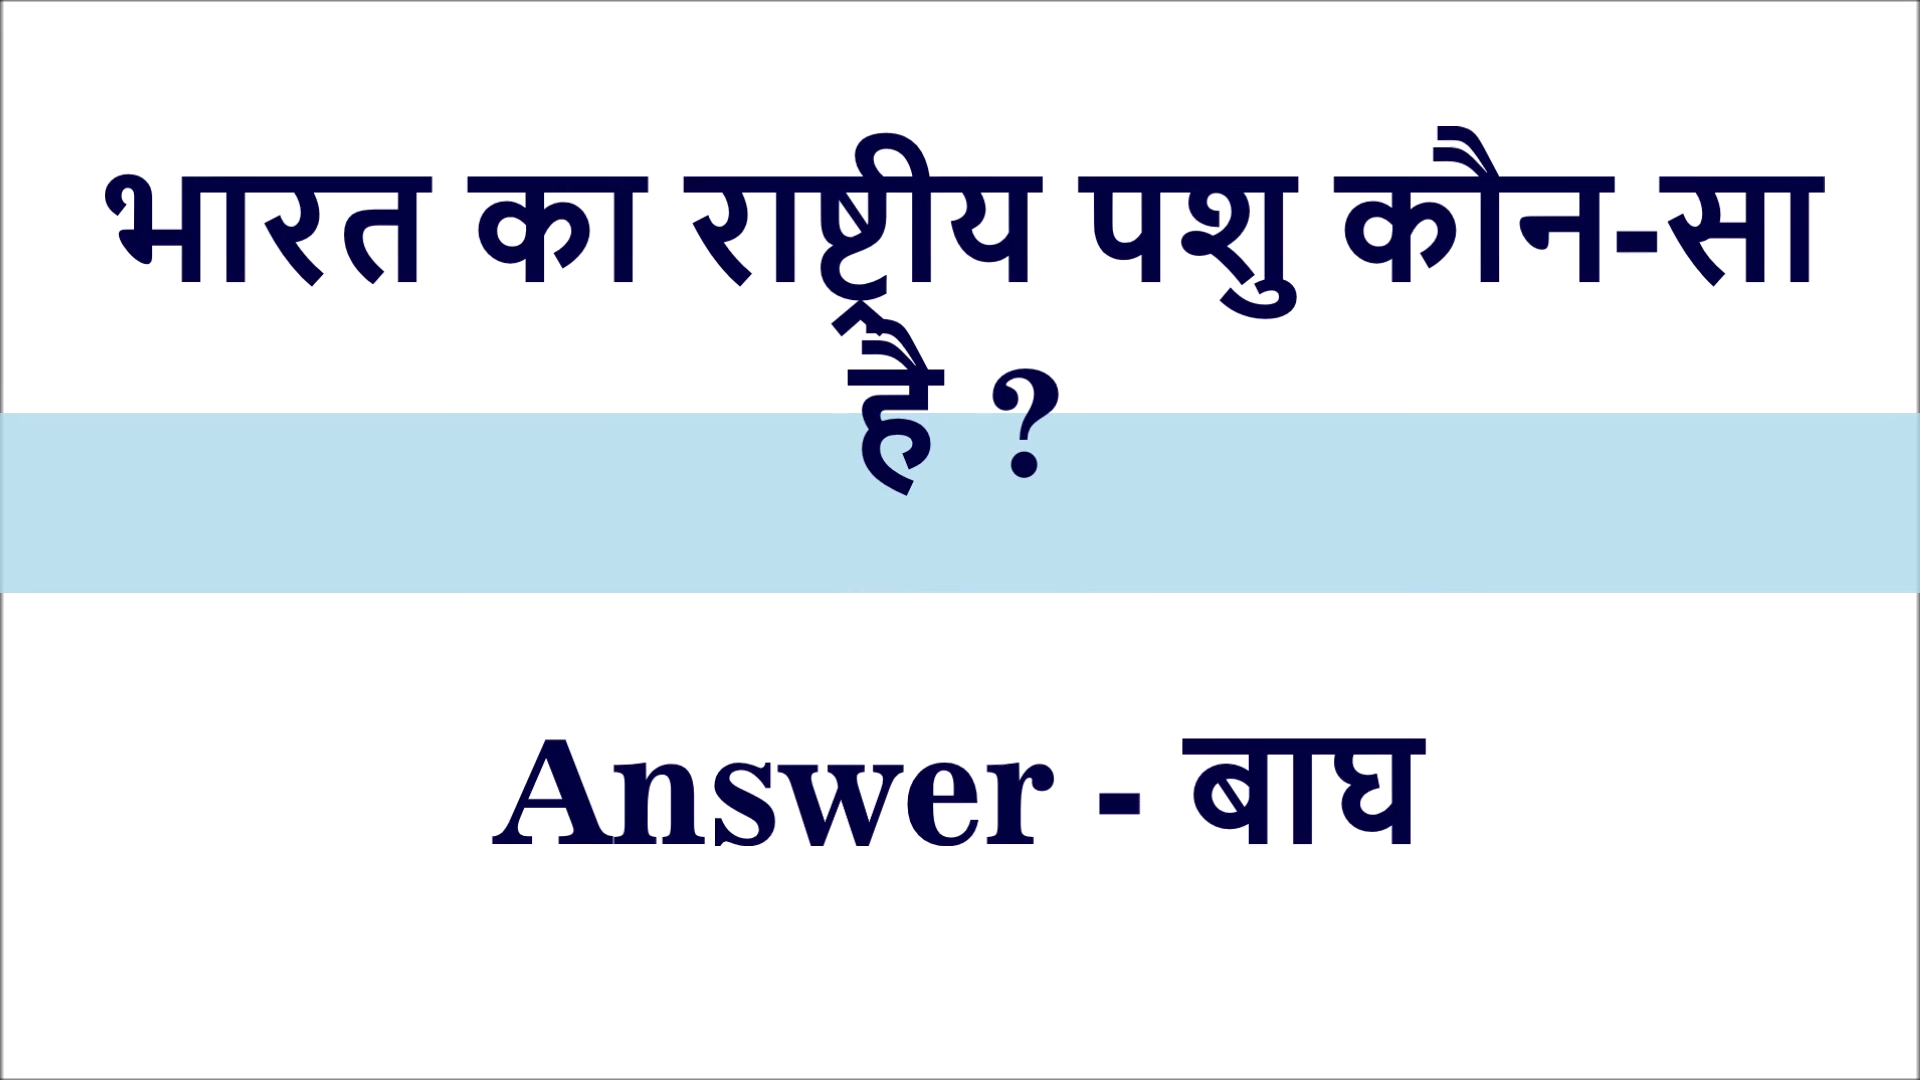 भारत का राष्ट्रीय पशु कौन-सा
है ?
Answer - बाघ